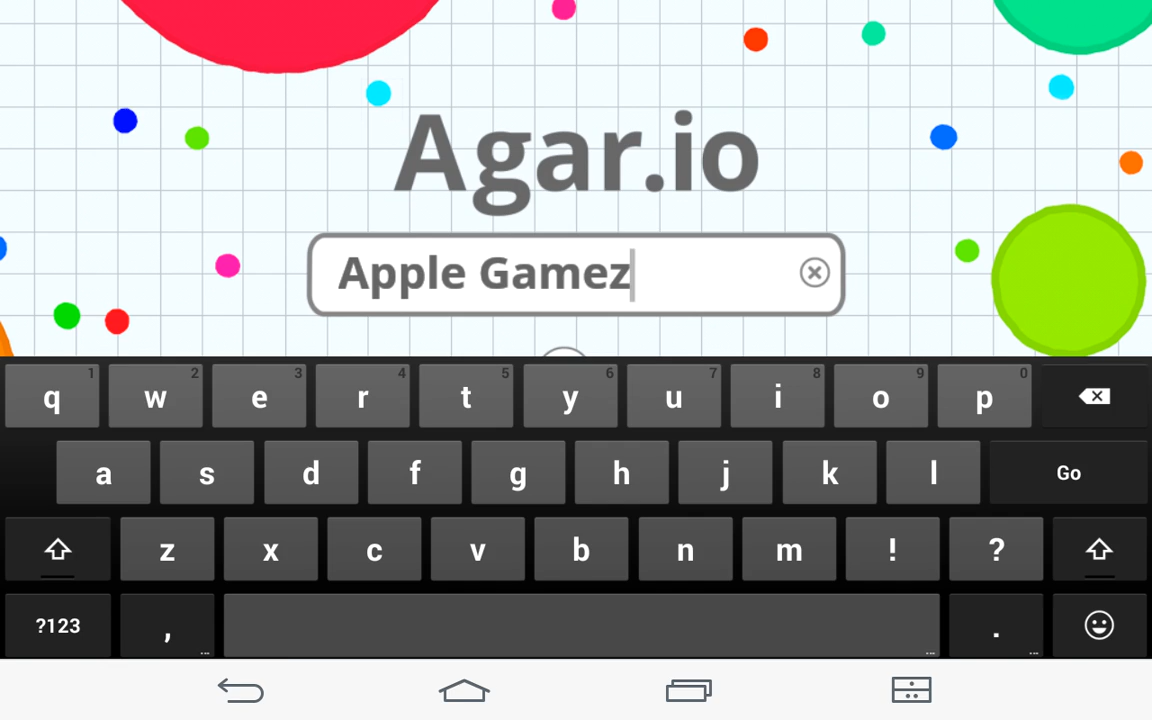 Agar.io
Apple Gamez
q 1 w 2 e 3 r 4 t 5 y 6 u 7 i 8 o 9 p 0
a s d f g h j k l Go
z x c v b n m ! ?
?123 , ... ... . ...